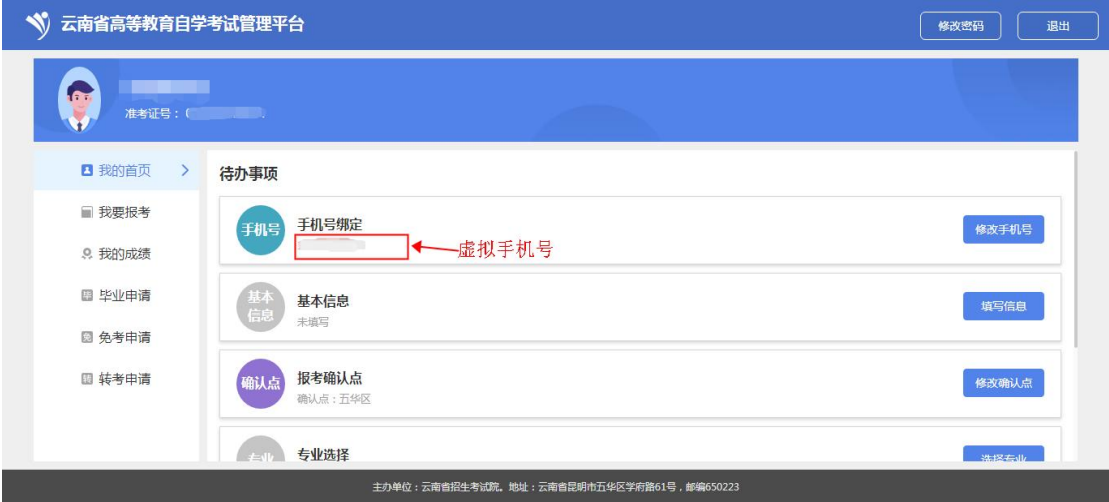 云南省高等教育自学考试管理平台
修改密码
退出
准考证号：
我的首页
我要报考
我的成绩
毕业申请
免考申请
转考申请
待办事项
手机号
手机号绑定
虚拟手机号
修改手机号
基本
信息
基本信息
未填写
填写信息
确认点
报考确认点
确认点：五华区
修改确认点
专业
专业选择
选择专业
主办单位：云南省招生考试院。地址：云南省昆明市五华区学府路61号，邮编650223